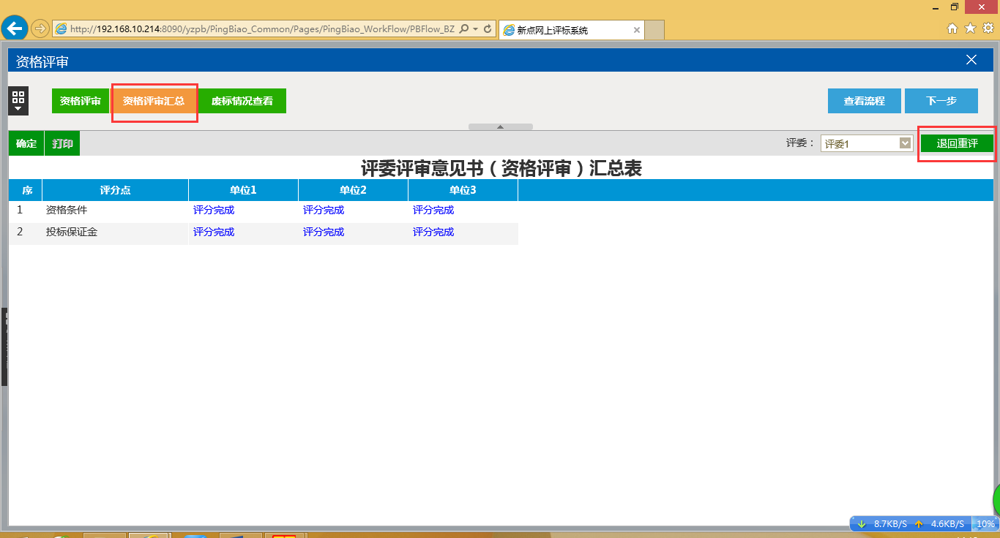 http://192.168.10.214:8090/yzpb/PingBiao_Common/Pages/PingBiao_WorkFlow/PBFlow_BZ
新点网上评标系统
资格评审
资格评审 资格评审汇总 废标情况查看 查看流程 下一步
确定 打印 评委： 评委1 退回重评
评委评审意见书（资格评审）汇总表
序 评分点 单位1 单位2 单位3
1 资格条件 评分完成 评分完成 评分完成
2 投标保证金 评分完成 评分完成 评分完成
8.7KB/S 4.6KB/S 10%